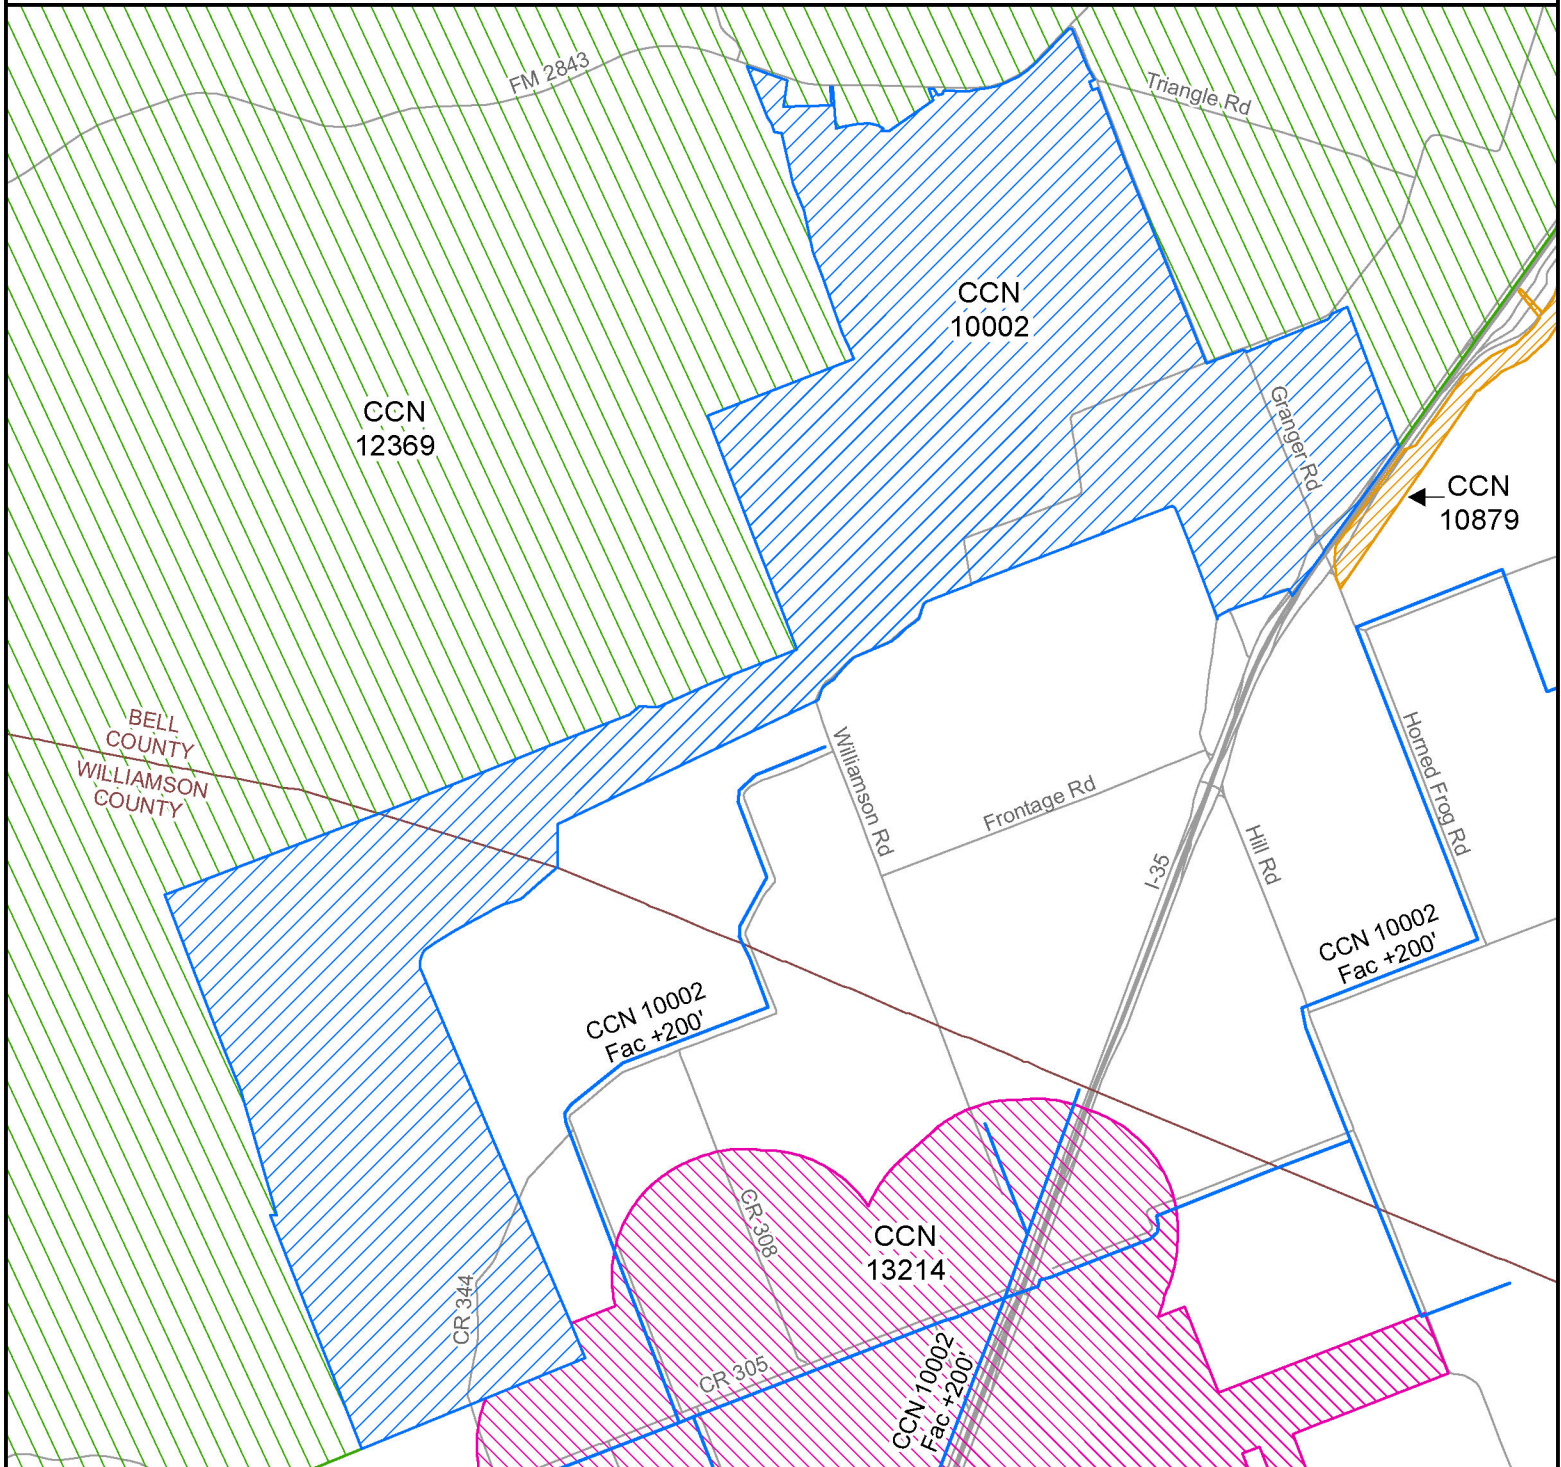 FM 2843
Triangle Rd
CCN
10002
CCN
12369
Granger Rd
CCN
10879
BELL
COUNTY
WILLIAMSON
COUNTY
Williamson Rd
Frontage Rd
Horned Frog Rd
I-35
Hill Rd
CCN 10002
Fac +200'
CCN 10002
Fac +200'
CR 308
CCN
13214
CR 344
CR 305
CCN 10002
Fac +200'